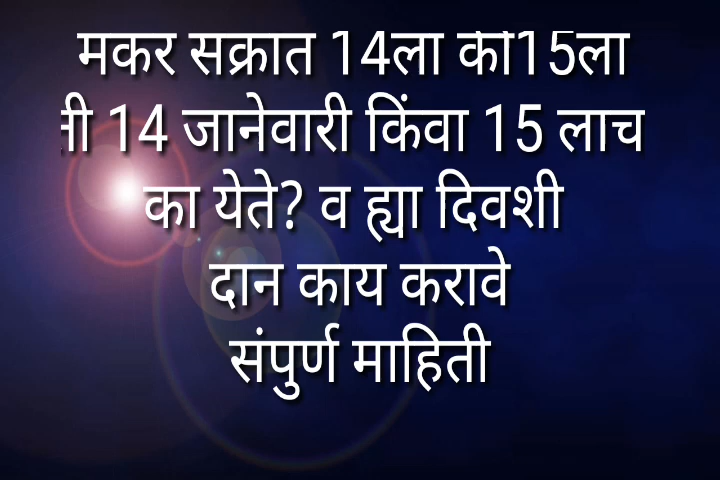 मकर सक्रात 14ला की15ला
14 जानेवारी किंवा 15 लाच
का येते? व ह्या दिवशी
दान काय करावे
संपुर्ण माहिती